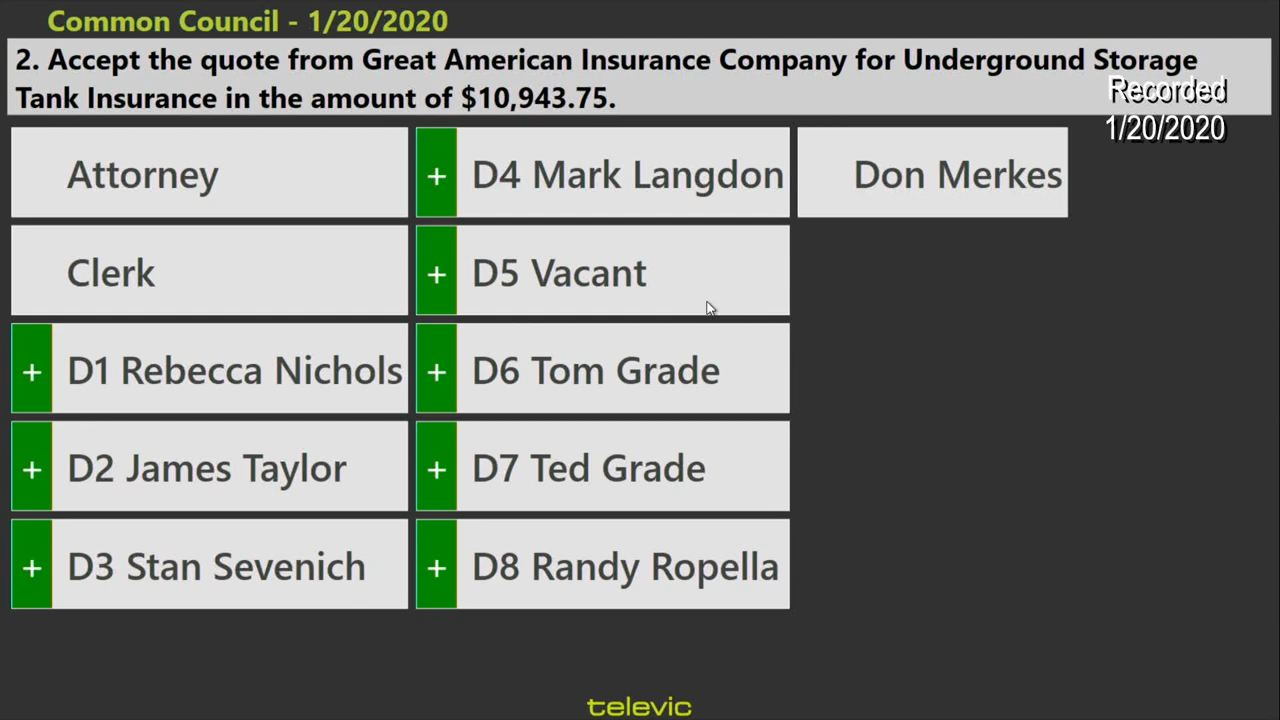 Common Council - 1/20/2020
2. Accept the quote from Great American Insurance Company for Underground Storage
Tank Insurance in the amount of $10,943.75.
Recorded
1/20/2020
Attorney
+ D4 Mark Langdon
Don Merkes
Clerk
+ D5 Vacant
+ D1 Rebecca Nichols
+ D6 Tom Grade
+ D2 James Taylor
+ D7 Ted Grade
+ D3 Stan Sevenich
+ D8 Randy Ropella
televic